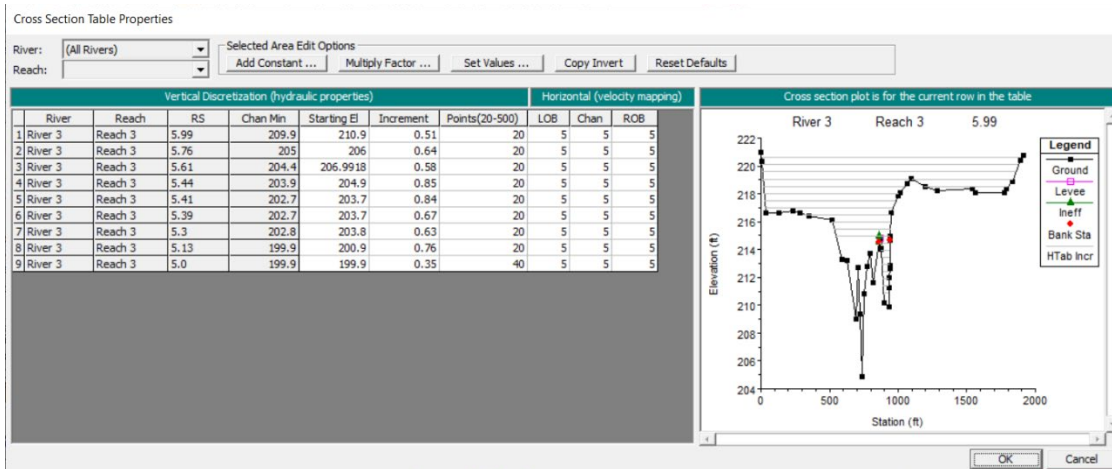 Cross Section Table Properties
River: (All Rivers)
Reach:
Selected Area Edit Options
Add Constant ... Multiply Factor ... Set Values ... Copy Invert Reset Defaults
Vertical Discretization (hydraulic properties) Horizontal (velocity mapping)
River Reach RS Chan Min Starting El Increment Points(20-500) LOB Chan ROB
1 River 3 Reach 3 5.99 209.9 210.9 0.51 20 5 5 5
2 River 3 Reach 3 5.76 205 206 0.64 20 5 5 5
3 River 3 Reach 3 5.61 204.4 206.9918 0.58 20 5 5 5
4 River 3 Reach 3 5.44 203.9 204.9 0.85 20 5 5 5
5 River 3 Reach 3 5.41 202.7 203.7 0.84 20 5 5 5
6 River 3 Reach 3 5.39 202.7 203.7 0.67 20 5 5 5
7 River 3 Reach 3 5.3 202.8 203.8 0.63 20 5 5 5
8 River 3 Reach 3 5.13 199.9 200.9 0.76 20 5 5 5
9 River 3 Reach 3 5.0 199.9 199.9 0.35 40 5 5 5
Cross section plot is for the current row in the table
River 3 Reach 3 5.99
Legend
Ground
Levee
Ineff
Bank Sta
HTab Incr
Elevation (ft)
222
220
218
216
214
212
210
208
206
204
0 500 1000 1500 2000
Station (ft)
OK Cancel